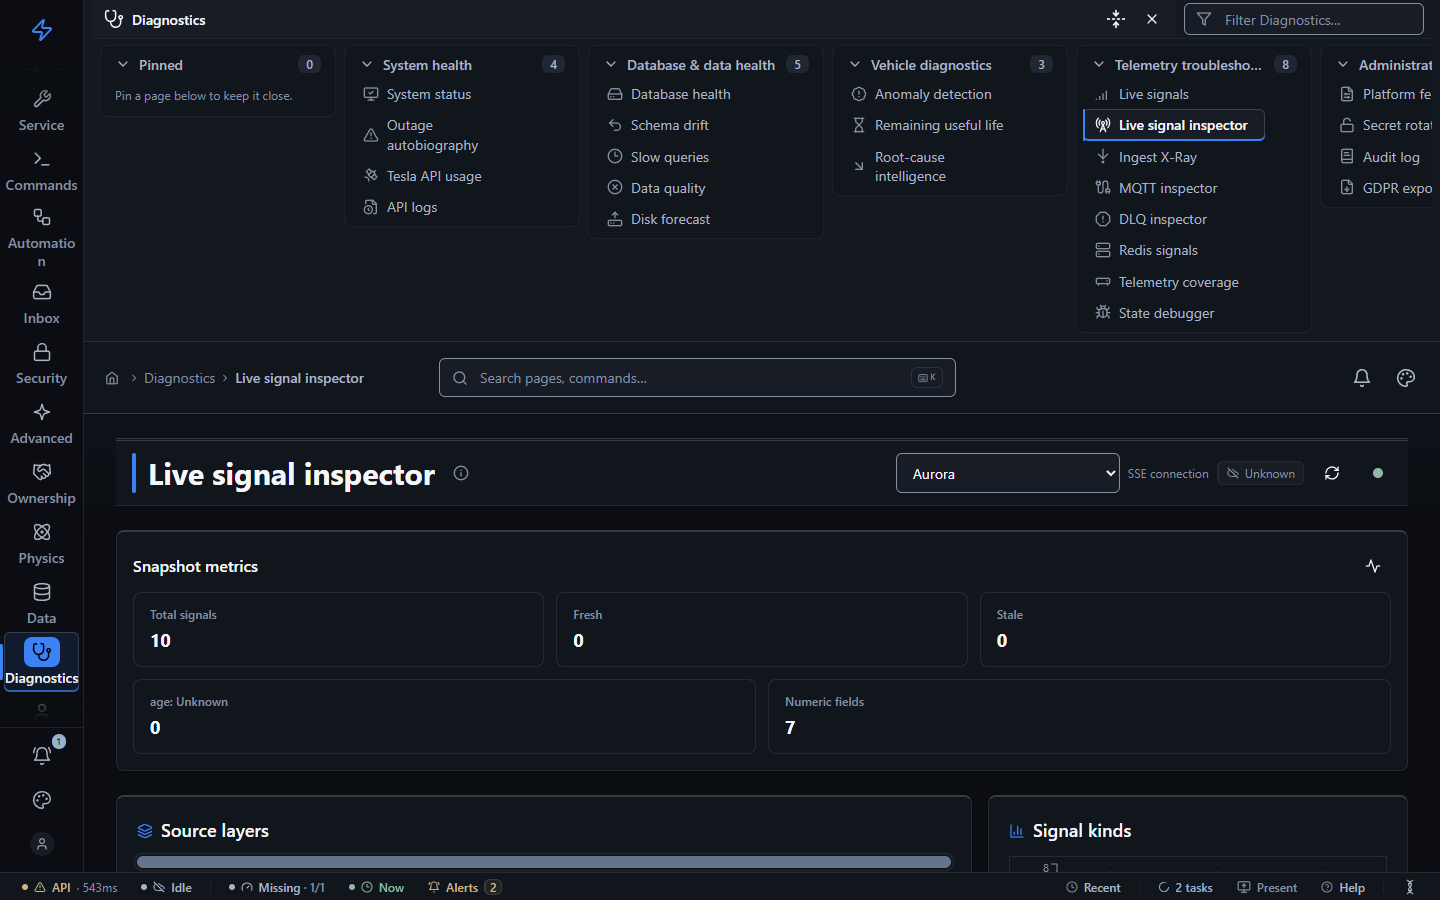 Diagnostics
Filter Diagnostics...
Pinned 0
Pin a page below to keep it close.
System health 4
System status
Outage autobiography
Tesla API usage
API logs
Database & data health 5
Database health
Schema drift
Slow queries
Data quality
Disk forecast
Vehicle diagnostics 3
Anomaly detection
Remaining useful life
Root-cause intelligence
Telemetry troublesho... 8
Live signals
Live signal inspector
Ingest X-Ray
MQTT inspector
DLQ inspector
Redis signals
Telemetry coverage
State debugger
Administrat
Platform fe
Secret rotat
Audit log
GDPR expo
Service
Commands
Automatio
n
Inbox
Security
Advanced
Ownership
Physics
Data
Diagnostics
1
Diagnostics
Live signal inspector
Search pages, commands...
K
Live signal inspector
Aurora
SSE connection
Unknown
Snapshot metrics
Total signals
10
Fresh
0
Stale
0
age: Unknown
0
Numeric fields
7
Source layers
Signal kinds
8
API · 543ms
Idle
Missing · 1/1
Now
Alerts 2
Recent
2 tasks
Present
Help